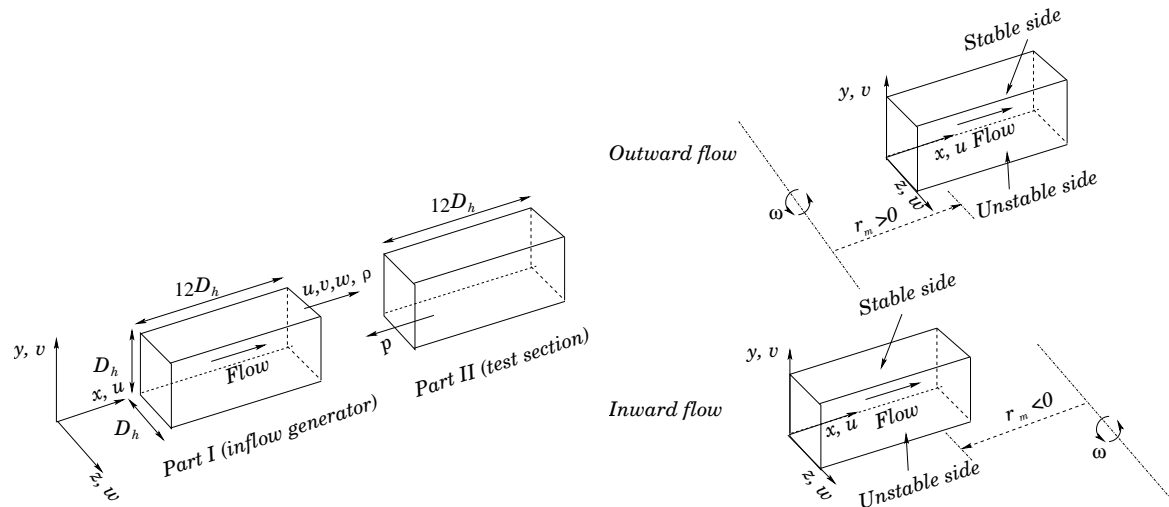 12D_h
12D_h
u,v,w, ρ
y, v
D_h
x, u
Flow
p
D_h
Part I (inflow generator)
Part II (test section)
z, w
Stable side
y, v
Outward flow
x, u Flow
z, w
Unstable side
ω
r_m>0
Stable side
y, v
Inward flow
x, u
Flow
r_m<0
z, w
Unstable side
ω